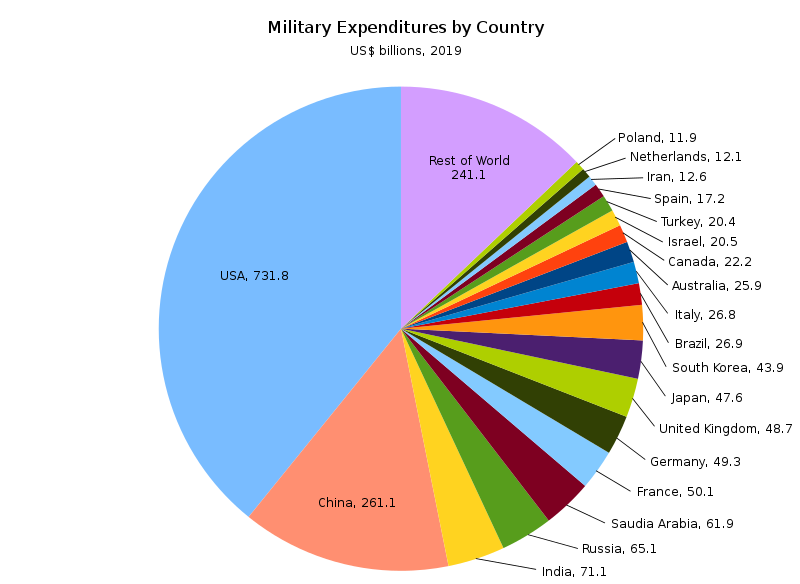 Military Expenditures by Country
US$ billions, 2019
Rest of World
241.1
Poland, 11.9
Netherlands, 12.1
Iran, 12.6
Spain, 17.2
Turkey, 20.4
Israel, 20.5
Canada, 22.2
Australia, 25.9
Italy, 26.8
Brazil, 26.9
South Korea, 43.9
Japan, 47.6
United Kingdom, 48.7
Germany, 49.3
France, 50.1
Saudia Arabia, 61.9
Russia, 65.1
India, 71.1
China, 261.1
USA, 731.8